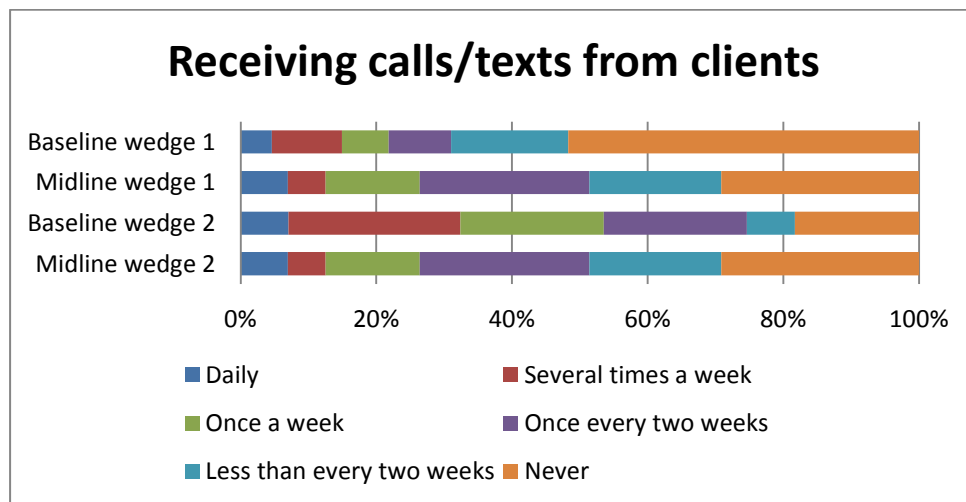 Receiving calls/texts from clients
Baseline wedge 1
Midline wedge 1
Baseline wedge 2
Midline wedge 2
0% 20% 40% 60% 80% 100%
Daily Several times a week
Once a week Once every two weeks
Less than every two weeks Never